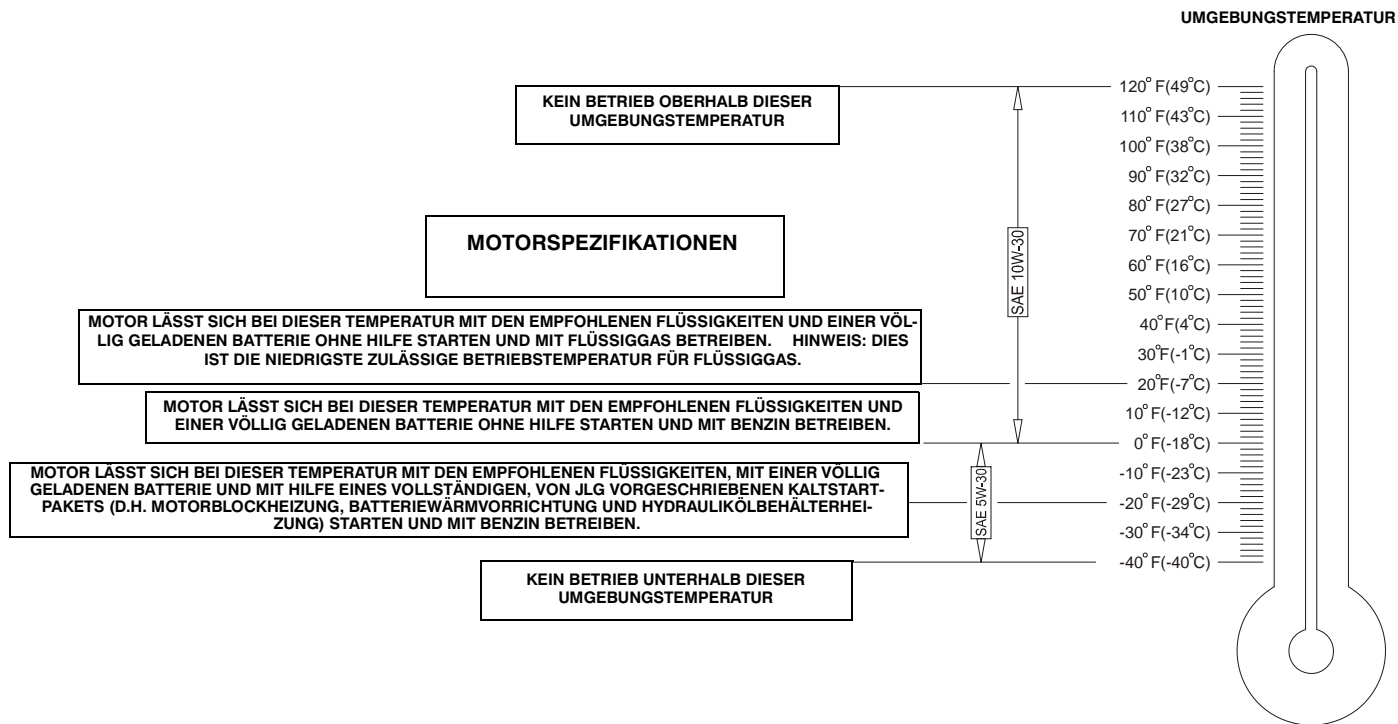 UMGEBUNGSTEMPERATUR
KEIN BETRIEB OBERHALB DIESER
UMGEBUNGSTEMPERATUR
MOTORSPEZIFIKATIONEN
MOTOR LÄSST SICH BEI DIESER TEMPERATUR MIT DEN EMPFOHLENEN FLÜSSIGKEITEN UND EINER VÖL-
LIG GELADENEN BATTERIE OHNE HILFE STARTEN UND MIT FLÜSSIGGAS BETREIBEN. HINWEIS: DIES
IST DIE NIEDRIGSTE ZULÄSSIGE BETRIEBSTEMPERATUR FÜR FLÜSSIGGAS.
MOTOR LÄSST SICH BEI DIESER TEMPERATUR MIT DEN EMPFOHLENEN FLÜSSIGKEITEN UND
EINER VÖLLIG GELADENEN BATTERIE OHNE HILFE STARTEN UND MIT BENZIN BETREIBEN.
MOTOR LÄSST SICH BEI DIESER TEMPERATUR MIT DEN EMPFOHLENEN FLÜSSIGKEITEN, MIT EINER VÖLLIG
GELADENEN BATTERIE UND MIT HILFE EINES VOLLSTÄNDIGEN, VON JLG VORGESCHRIEBENEN KALTSTART-
PAKETS (D.H. MOTORBLOCKHEIZUNG, BATTERIEWÄRMVORRICHTUNG UND HYDRAULIKÖLBEHÄLTERHEI-
ZUNG) STARTEN UND MIT BENZIN BETREIBEN.
KEIN BETRIEB UNTERHALB DIESER
UMGEBUNGSTEMPERATUR
SAE 10W-30
SAE 5W-30
120° F(49°C)
110° F(43°C)
100° F(38°C)
90° F(32°C)
80° F(27°C)
70° F(21°C)
60° F(16°C)
50° F(10°C)
40° F(4°C)
30°F(-1°C)
20°F(-7°C)
10° F(-12°C)
0° F(-18°C)
-10° F(-23°C)
-20° F(-29°C)
-30° F(-34°C)
-40° F(-40°C)